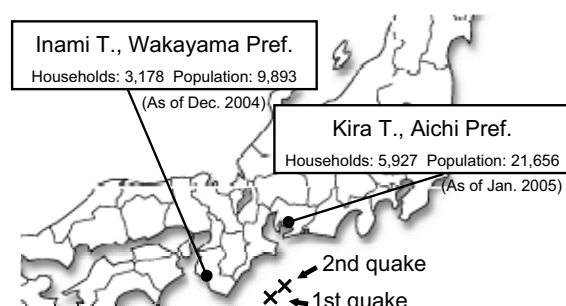 Inami T., Wakayama Pref.
Households: 3,178 Population: 9,893
(As of Dec. 2004)
Kira T., Aichi Pref.
Households: 5,927 Population: 21,656
(As of Jan. 2005)
2nd quake
1st quake